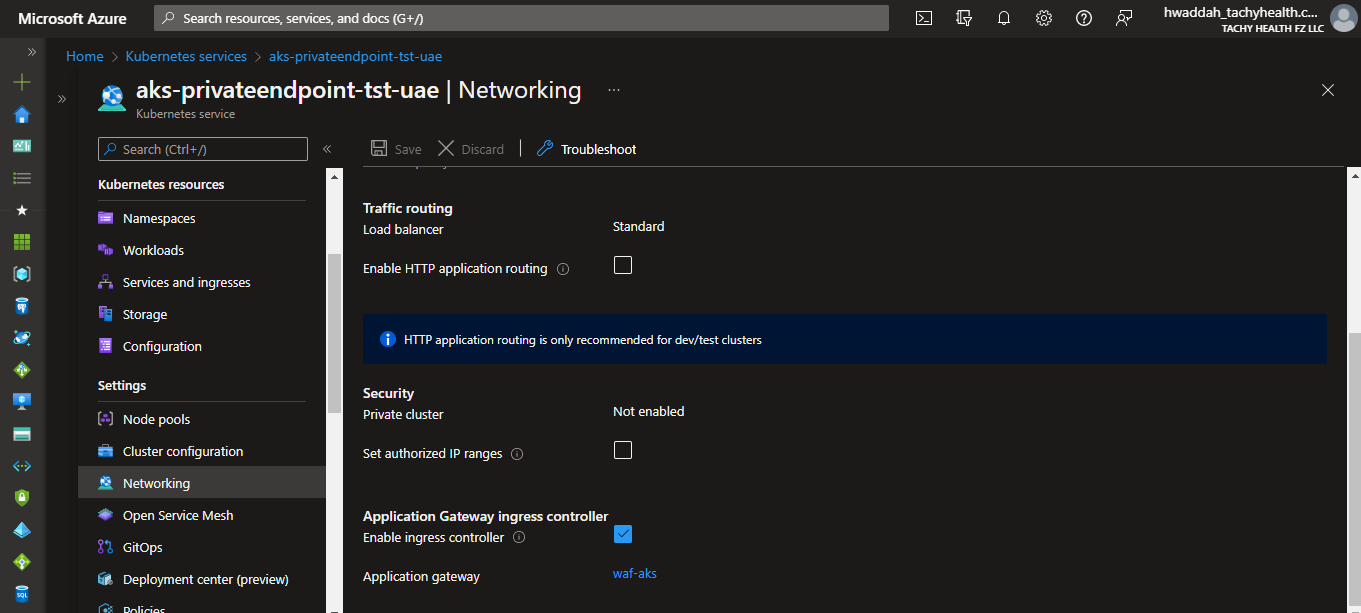 Microsoft Azure
Search resources, services, and docs (G+/)
hwaddah_tachyhealth.c...
TACHY HEALTH FZ LLC
Home > Kubernetes services > aks-privateendpoint-tst-uae
aks-privateendpoint-tst-uae | Networking ...
Kubernetes service
Search (Ctrl+/)
Save
Discard
Troubleshoot
Kubernetes resources
Namespaces
Workloads
Services and ingresses
Storage
Configuration
Settings
Node pools
Cluster configuration
Networking
Open Service Mesh
GitOps
Deployment center (preview)
Policies
Traffic routing
Load balancer
Standard
Enable HTTP application routing
HTTP application routing is only recommended for dev/test clusters
Security
Private cluster
Not enabled
Set authorized IP ranges
Application Gateway ingress controller
Enable ingress controller
Application gateway
waf-aks